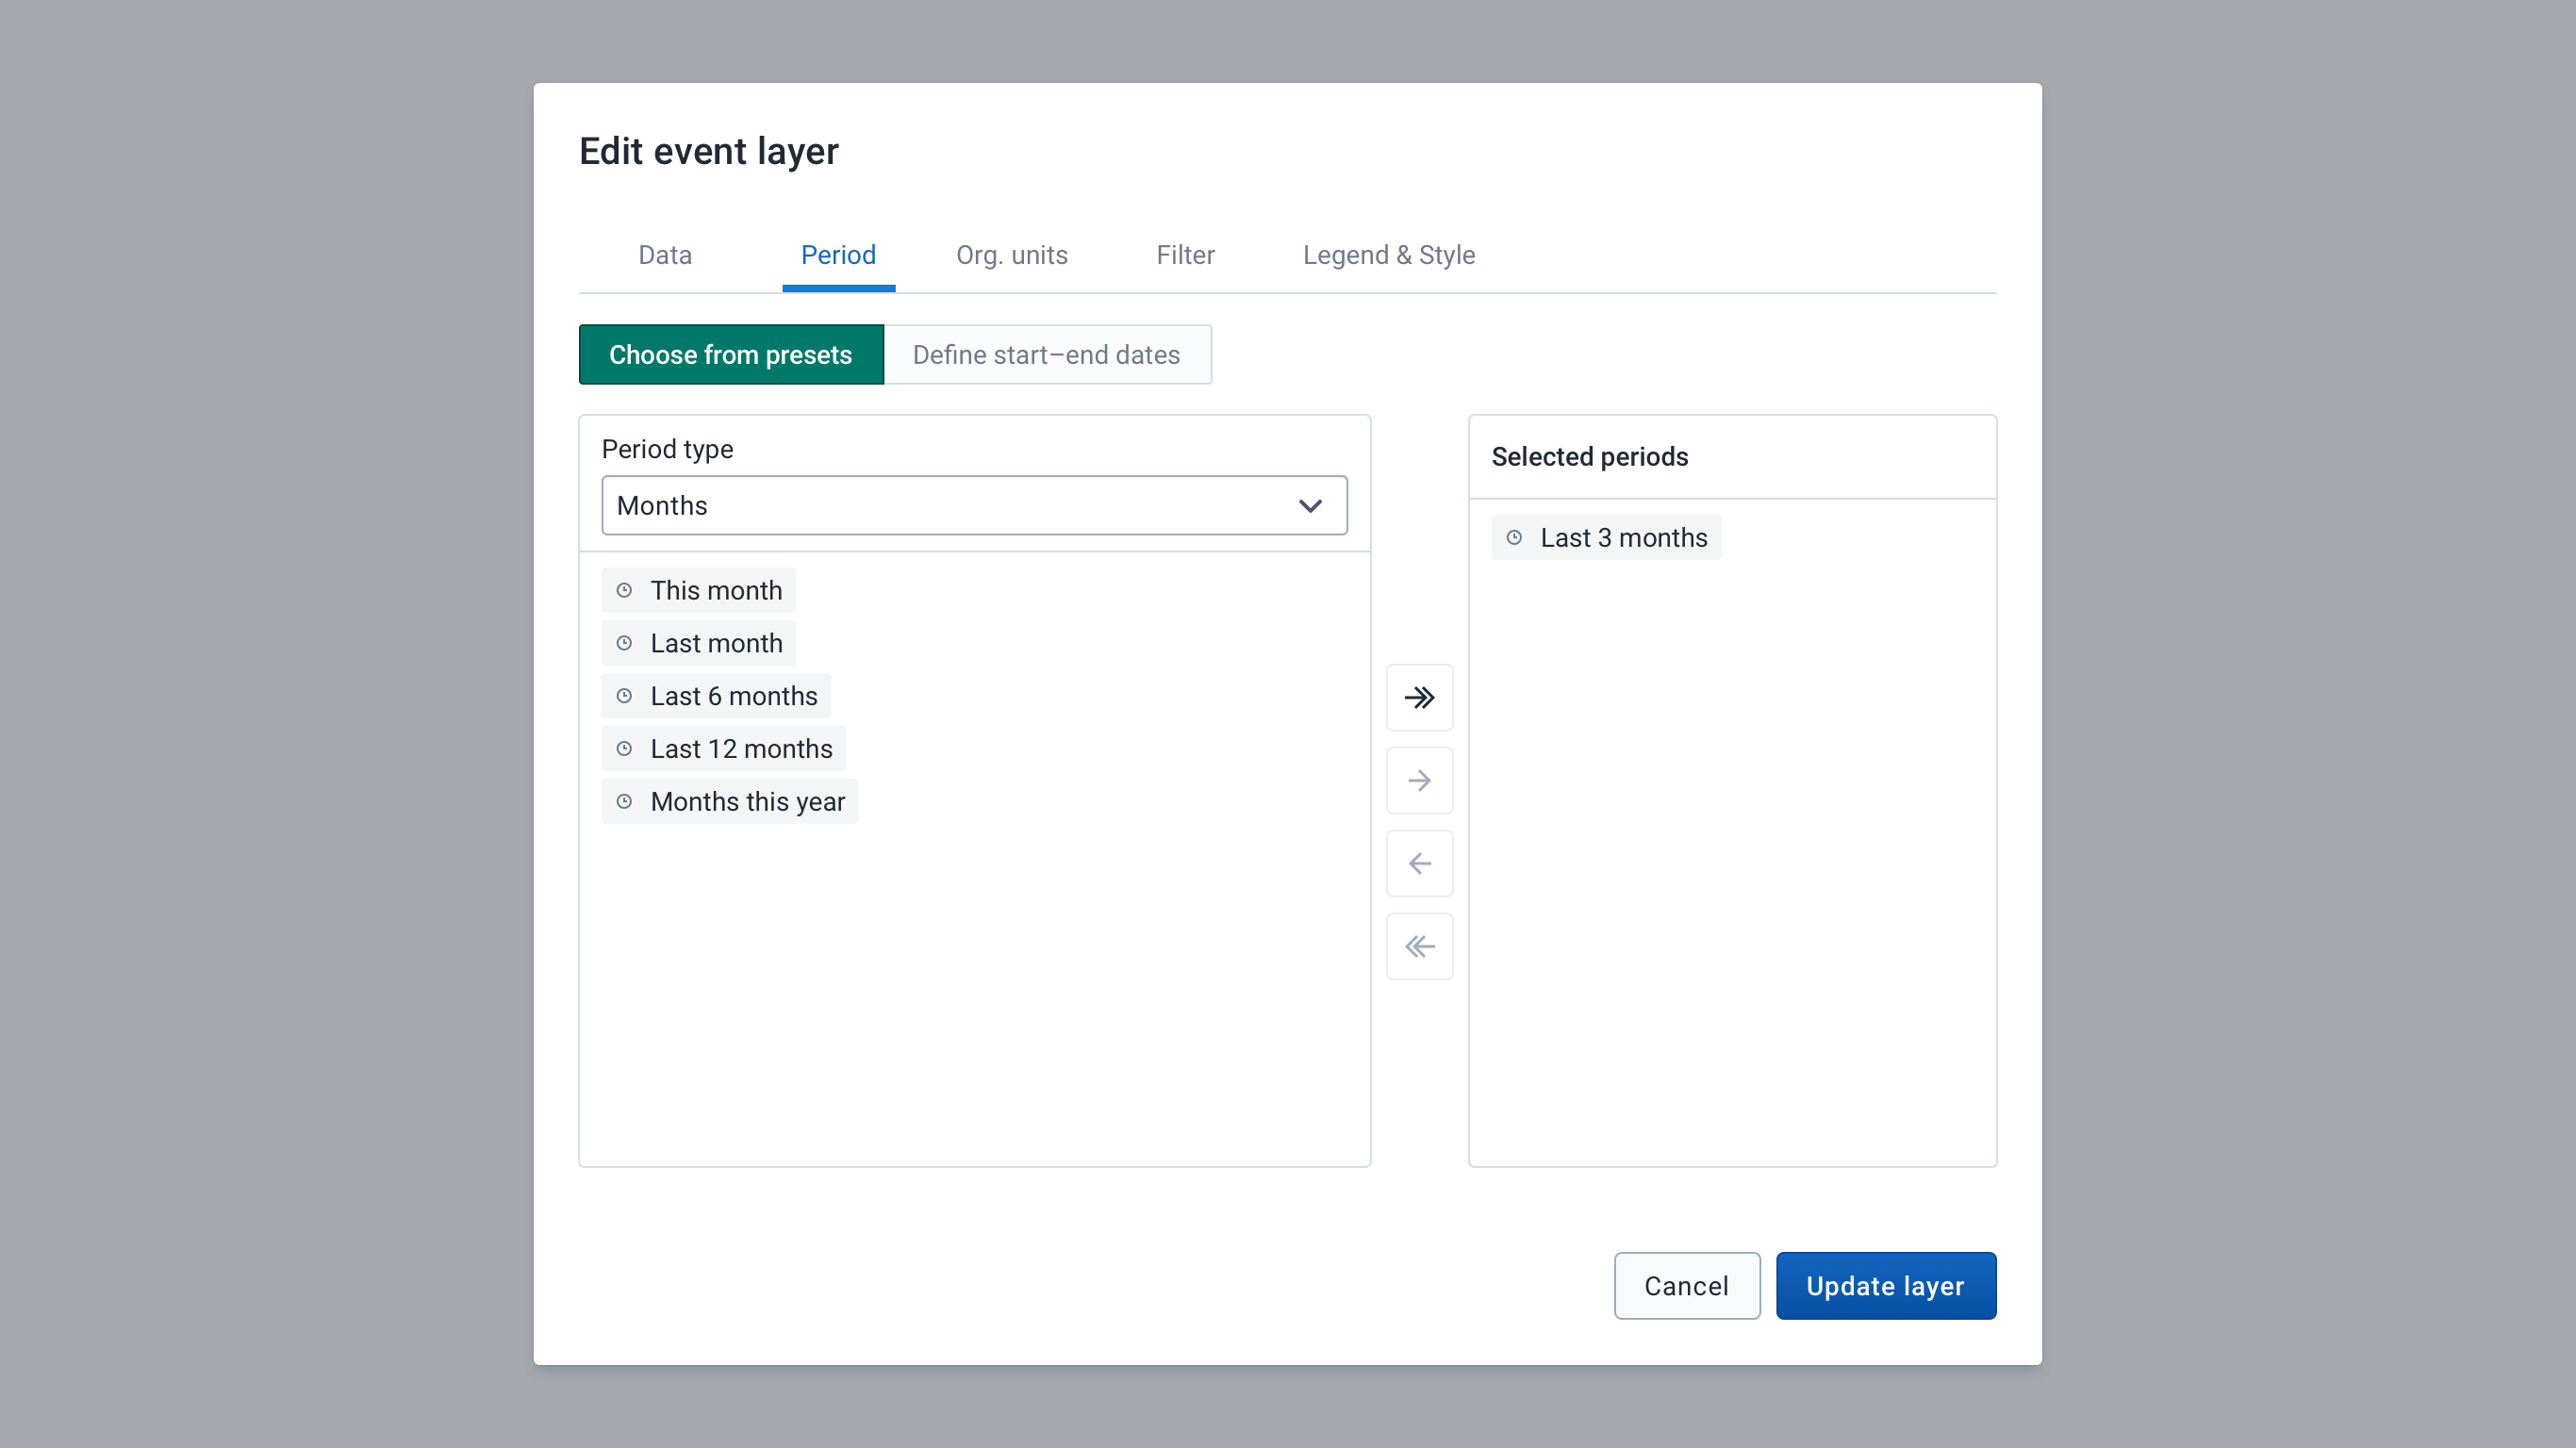 Edit event layer
Data Period Org. units Filter Legend & Style
Choose from presets Define start–end dates
Period type
Months
This month
Last month
Last 6 months
Last 12 months
Months this year
Selected periods
Last 3 months
Cancel Update layer